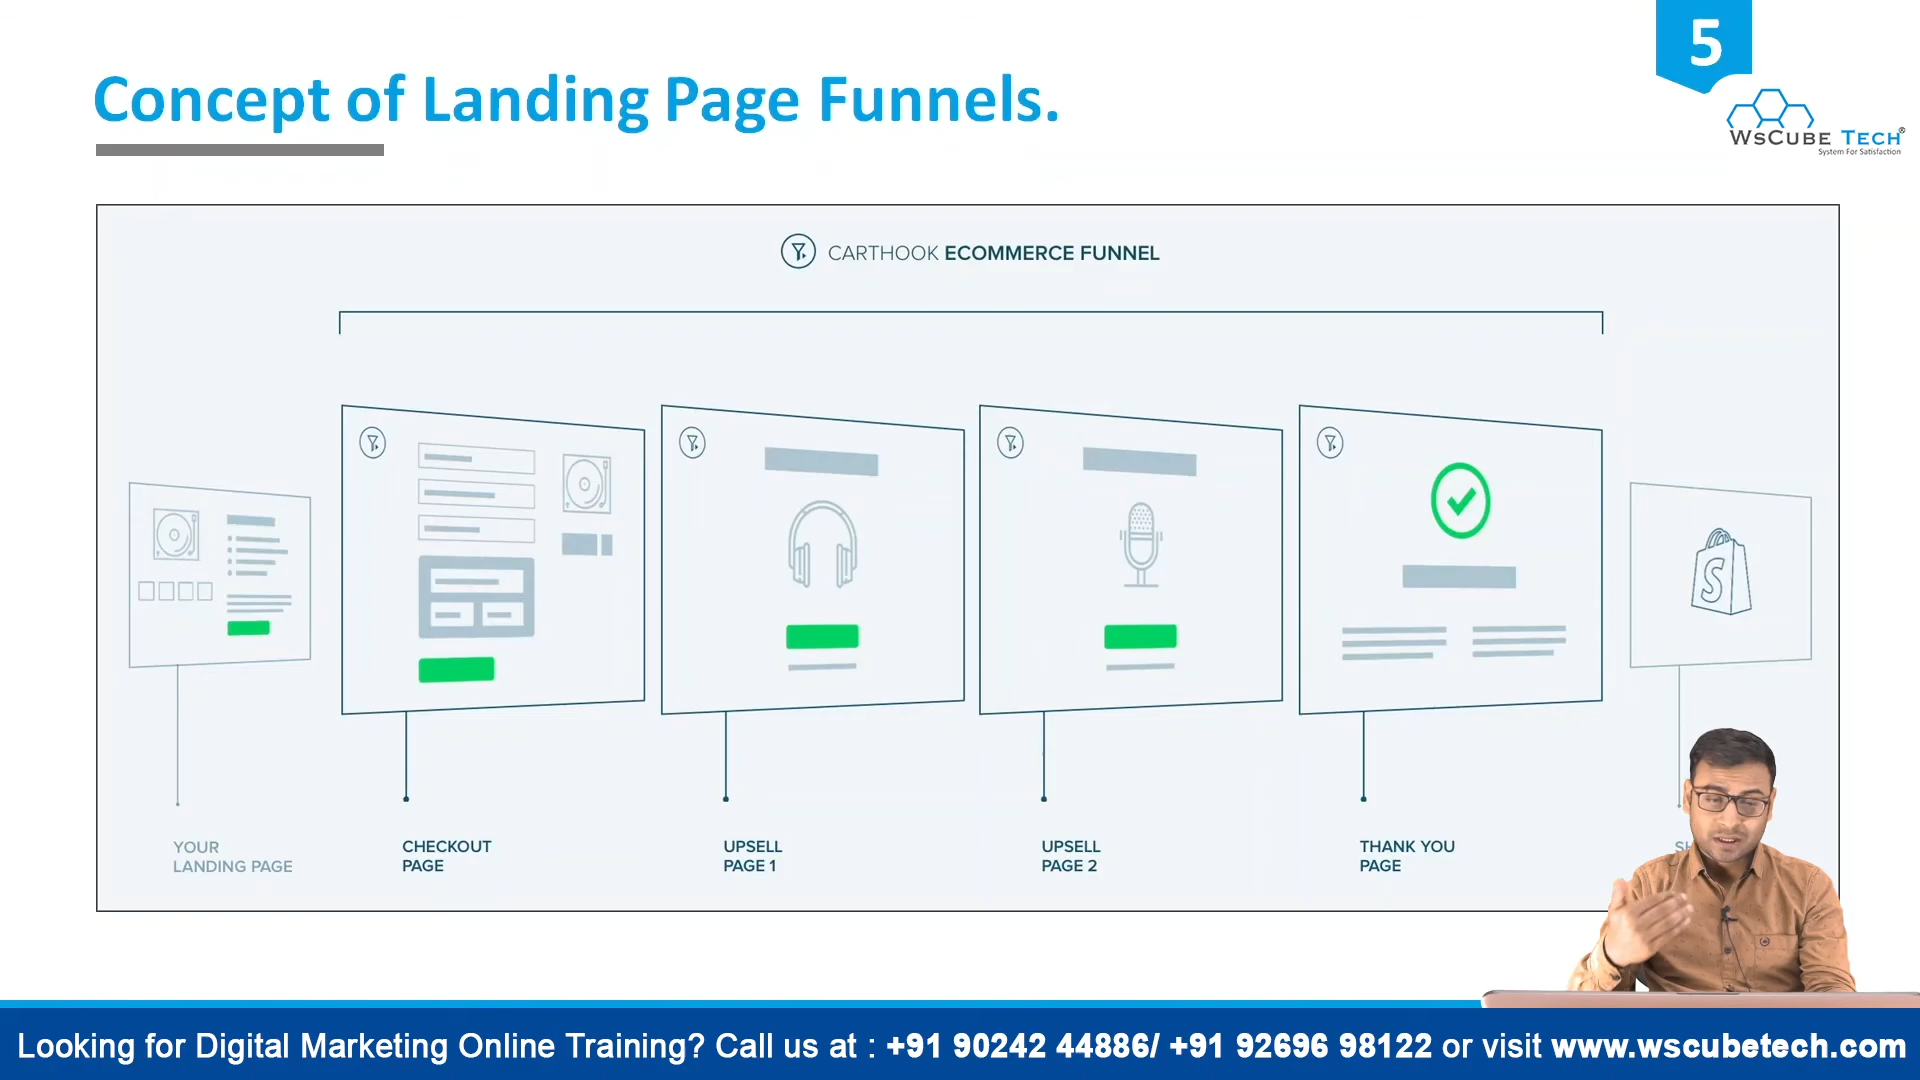 5
Concept of Landing Page Funnels.
WSCUBE TECH®
System For Satisfaction
CARTHOOK ECOMMERCE FUNNEL
YOUR
LANDING PAGE
CHECKOUT
PAGE
UPSELL
PAGE 1
UPSELL
PAGE 2
THANK YOU
PAGE
Looking for Digital Marketing Online Training? Call us at : +91 90242 44886/ +91 92696 98122 or visit www.wscubetech.com